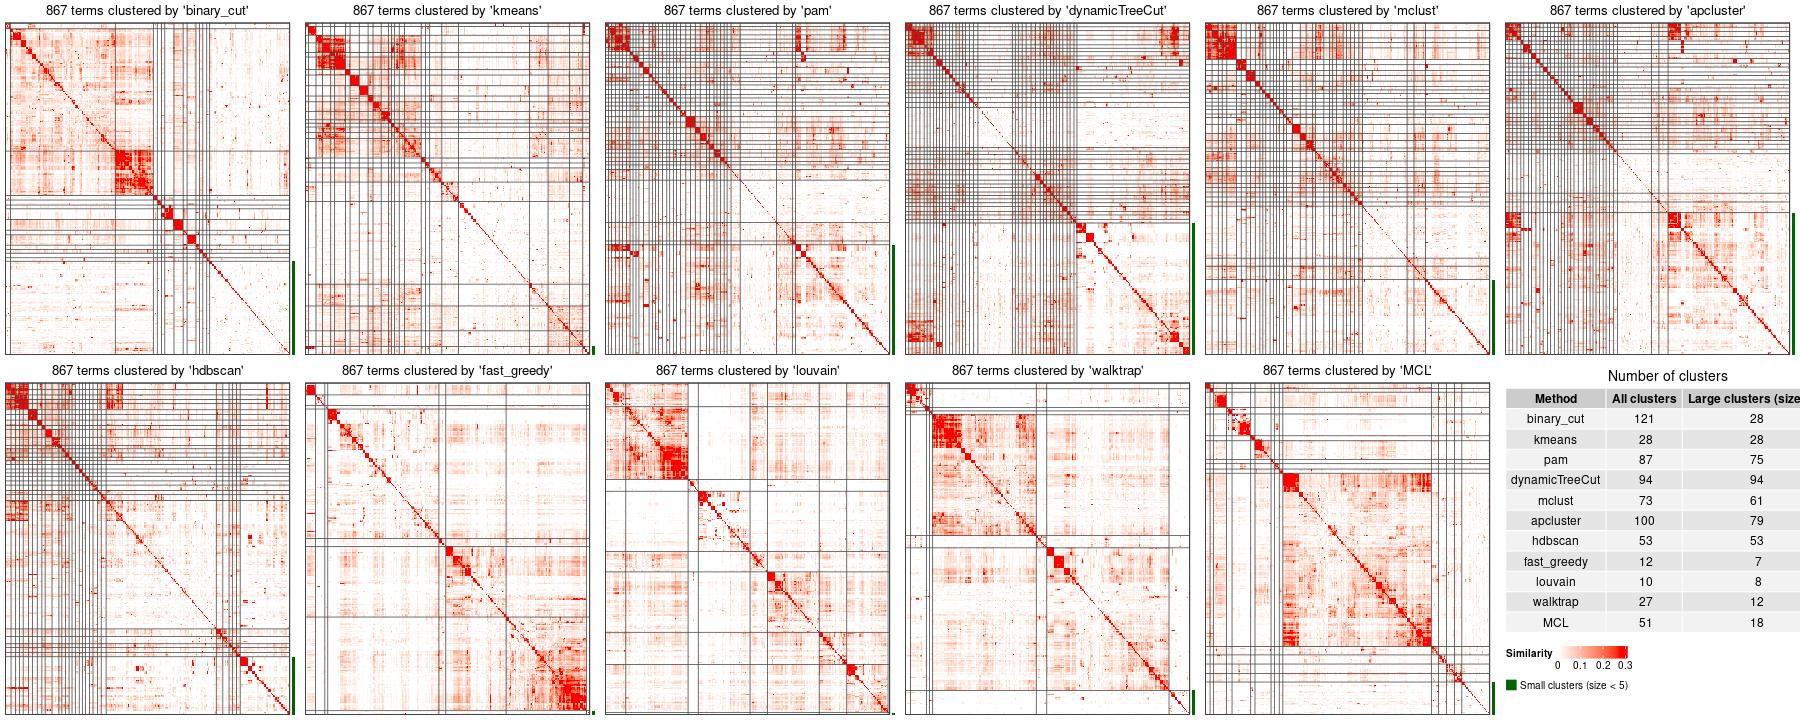 867 terms clustered by 'binary_cut'
867 terms clustered by 'kmeans'
867 terms clustered by 'pam'
867 terms clustered by 'dynamicTreeCut'
867 terms clustered by 'mclust'
867 terms clustered by 'apcluster'
867 terms clustered by 'hdbscan'
867 terms clustered by 'fast_greedy'
867 terms clustered by 'louvain'
867 terms clustered by 'walktrap'
867 terms clustered by 'MCL'
Number of clusters
Method All clusters Large clusters (size
binary_cut 121 28
kmeans 28 28
pam 87 75
dynamicTreeCut 94 94
mclust 73 61
apcluster 100 79
hdbscan 53 53
fast_greedy 12 7
louvain 10 8
walktrap 27 12
MCL 51 18
Similarity
0 0.1 0.2 0.3
Small clusters (size < 5)